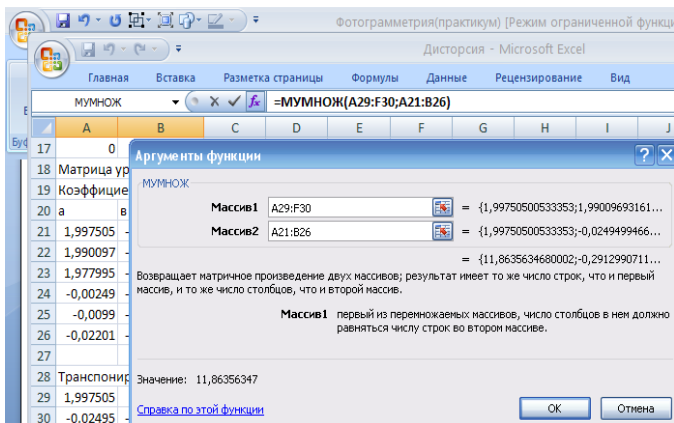 Фотограмметрия(практикум) [Режим ограниченной функци
Дисторсия - Microsoft Excel
Главная Вставка Разметка страницы Формулы Данные Рецензирование Вид
МУМНОЖ fx =МУМНОЖ(A29:F30;A21:B26)
A B C D E F G H I J
17 0
Аргументы функции
18 Матрица ур
МУМНОЖ
19 Коэффицие
Массив1 A29:F30 = {1,99750500533353;1,99009693161...
20 а в
Массив2 A21:B26 = {1,99750500533353;-0,0249499466...
21 1,997505 -
22 1,990097 -
= {11,8635634680002;-0,2912990711...
23 1,977995 -
Возвращает матричное произведение двух массивов; результат имеет то же число строк, что и первый
массив, и то же число столбцов, что и второй массив.
24 -0,00249 -
25 -0,0099 -
Массив1 первый из перемножаемых массивов, число столбцов в нем должно
равняться числу строк во втором массиве.
26 -0,02201 -
27
28 Транспонир
Значение: 11,86356347
29 1,997505
Справка по этой функции OK Отмена
30 -0,02495 -